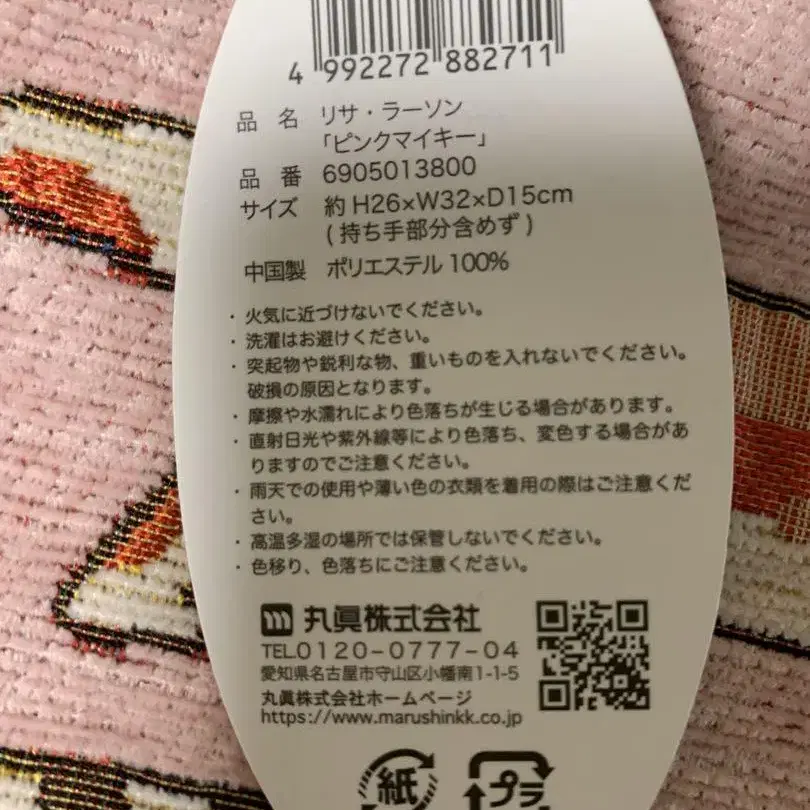 4 992272 882711
品 名 リサ・ラーソン
「ピンクマイキー」
品 番 6905013800
サイズ 約 H26×W32×D15cm
( 持ち手部分含めず )
中国製 ポリエステル 100%
・火気に近づけないでください。
・洗濯はお避けください。
・突起物や鋭利な物、重いものを入れないでください。
破損の原因となります。
・摩擦や水濡れにより色落ちが生じる場合があります。
・直射日光や紫外線等により色落ち、変色する場合があ
りますのでご注意ください。
・雨天での使用や薄い色の衣類を着用の際はご注意くだ
さい。
・高温多湿の場所では保管しないでください。
・色移り、色落ちにご注意ください。
丸眞株式会社
TEL0120-0777-04
愛知県名古屋市守山区小幡南1-1-5
丸眞株式会社ホームページ
https://www.marushinkk.co.jp
紙 プラ